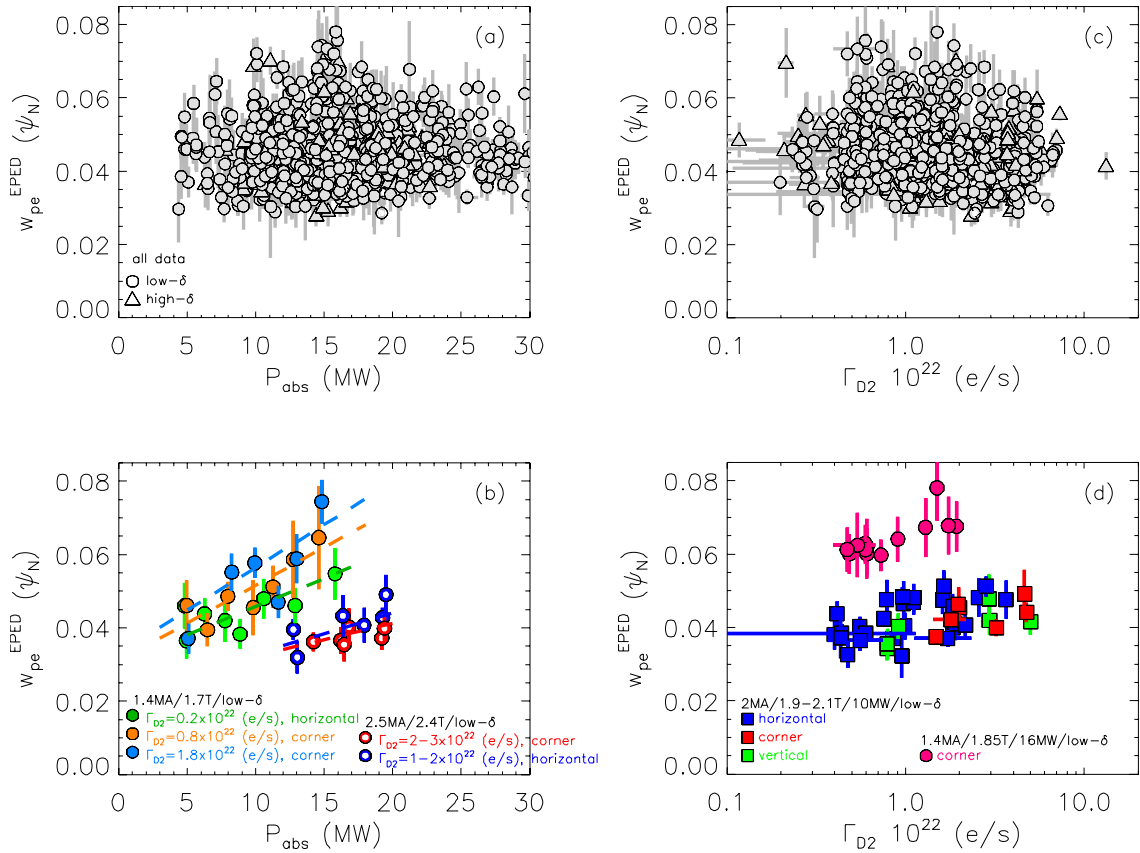 (a)
0.08
0.06
0.04
0.02
0.00
w_pe^EPED (ψ_N)
all data
low-δ
high-δ
0 5 10 15 20 25 30
P_abs (MW)
(c)
0.08
0.06
0.04
0.02
0.00
w_pe^EPED (ψ_N)
0.1 1.0 10.0
Γ_D2 10^22 (e/s)
(b)
0.08
0.06
0.04
0.02
0.00
w_pe^EPED (ψ_N)
1.4MA/1.7T/low-δ
Γ_D2=0.2x10^22 (e/s), horizontal
Γ_D2=0.8x10^22 (e/s), corner
Γ_D2=1.8x10^22 (e/s), corner
2.5MA/2.4T/low-δ
Γ_D2=2-3x10^22 (e/s), corner
Γ_D2=1-2x10^22 (e/s), horizontal
0 5 10 15 20 25 30
P_abs (MW)
(d)
0.08
0.06
0.04
0.02
0.00
w_pe^EPED (ψ_N)
2MA/1.9-2.1T/10MW/low-δ
horizontal
corner
vertical
1.4MA/1.85T/16MW/low-δ
corner
0.1 1.0 10.0
Γ_D2 10^22 (e/s)